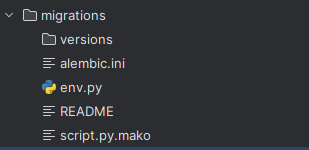 migrations
versions
alembic.ini
env.py
README
script.py.mako